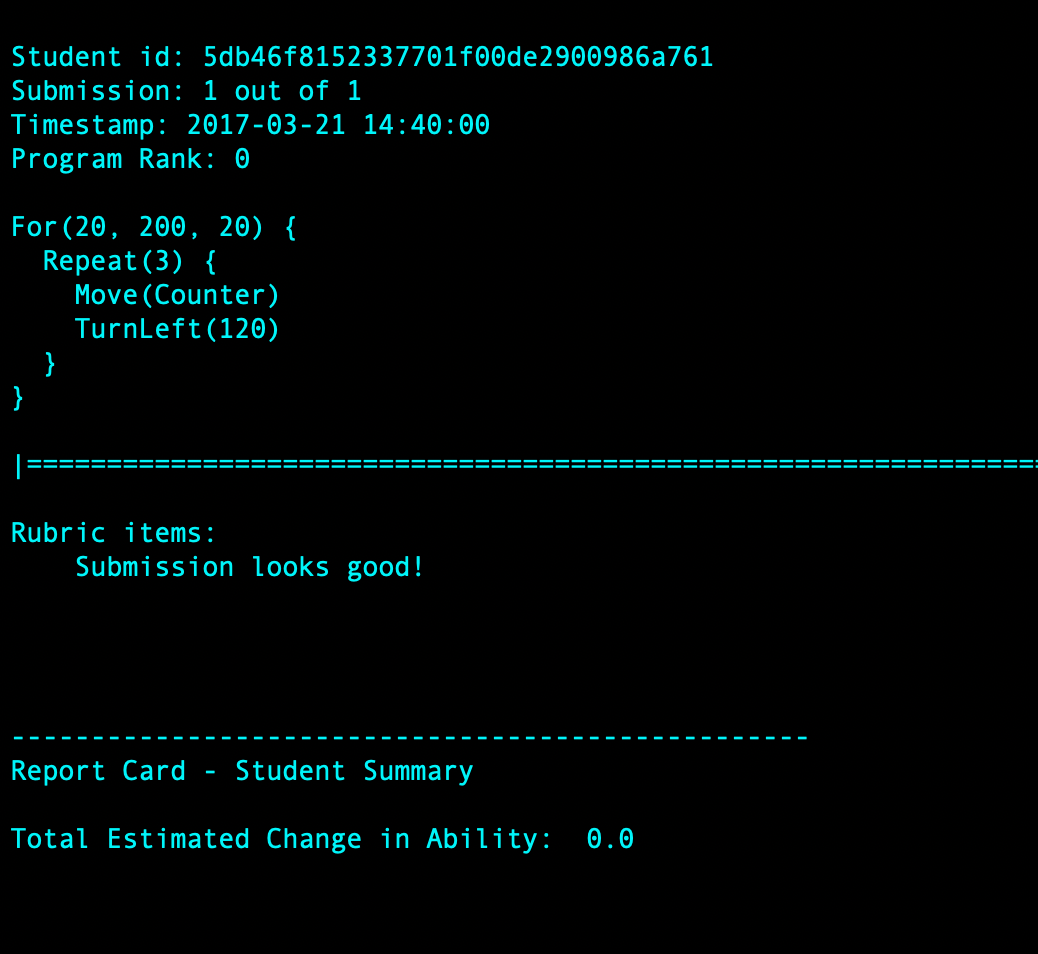 Student id: 5db46f8152337701f00de2900986a761
Submission: 1 out of 1
Timestamp: 2017-03-21 14:40:00
Program Rank: 0
For(20, 200, 20) {
  Repeat(3) {
    Move(Counter)
    TurnLeft(120)
  }
}
|================================================================
Rubric items:
    Submission looks good!
--------------------------------------------------
Report Card - Student Summary
Total Estimated Change in Ability:  0.0